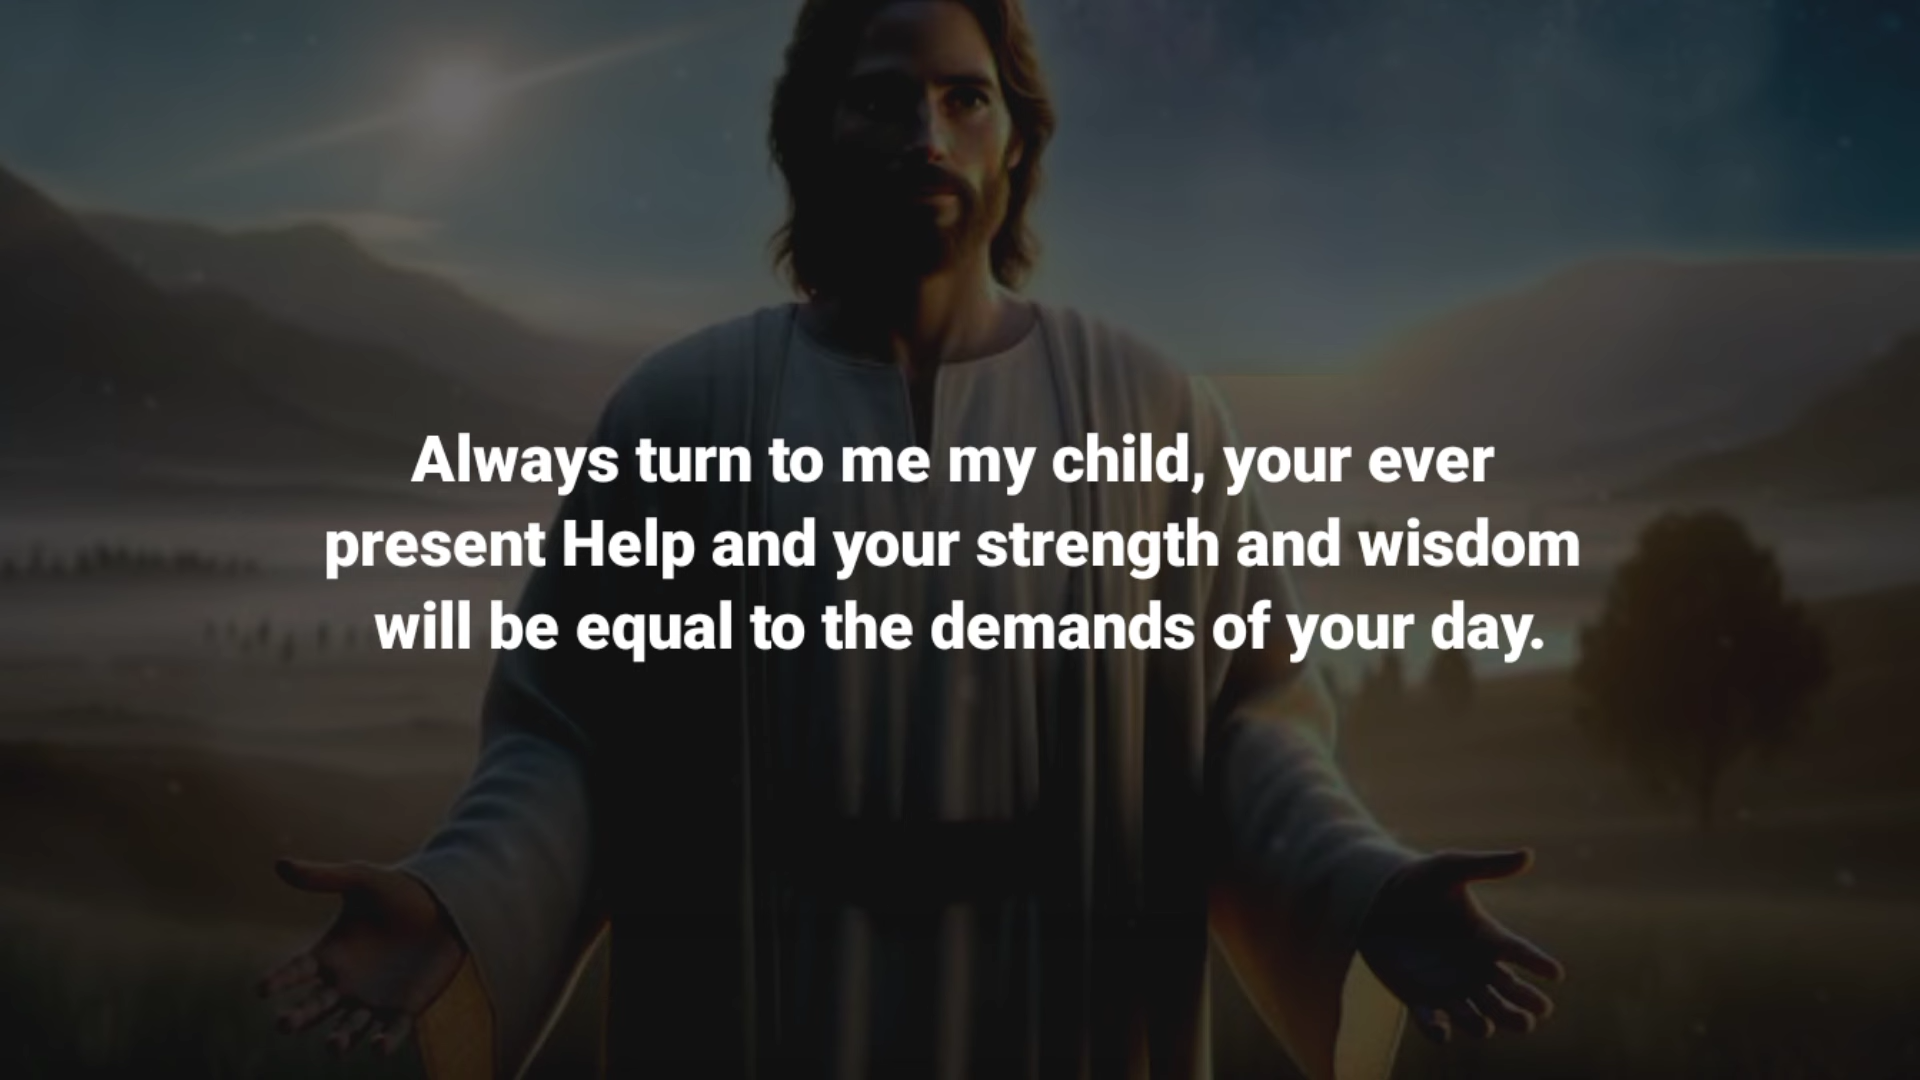 Always turn to me my child, your ever
present Help and your strength and wisdom
will be equal to the demands of your day.